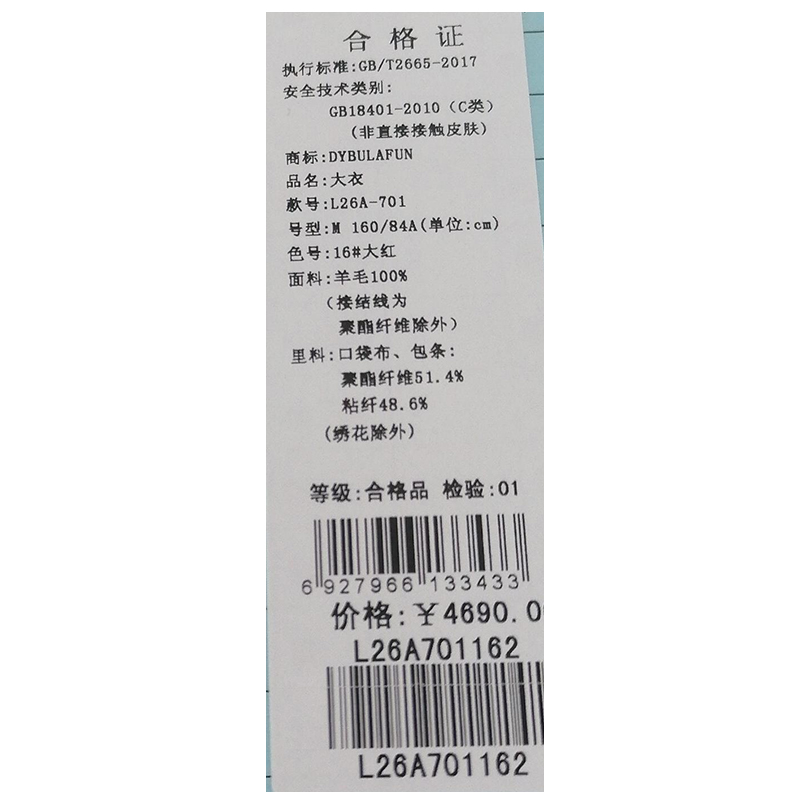 合格证
执行标准:GB/T2665-2017
安全技术类别:
GB18401-2010（C类）
(非直接接触皮肤)
商标:DYBULAFUN
品名:大衣
款号:L26A-701
号型:M 160/84A(单位:cm)
色号:16#大红
面料:羊毛100%
（接结线为
聚酯纤维除外）
里料:口袋布、包条:
聚酯纤维51.4%
粘纤48.6%
(绣花除外)
等级:合格品 检验:01
6 927966 133433
价格:￥4690.0
L26A701162
L26A701162